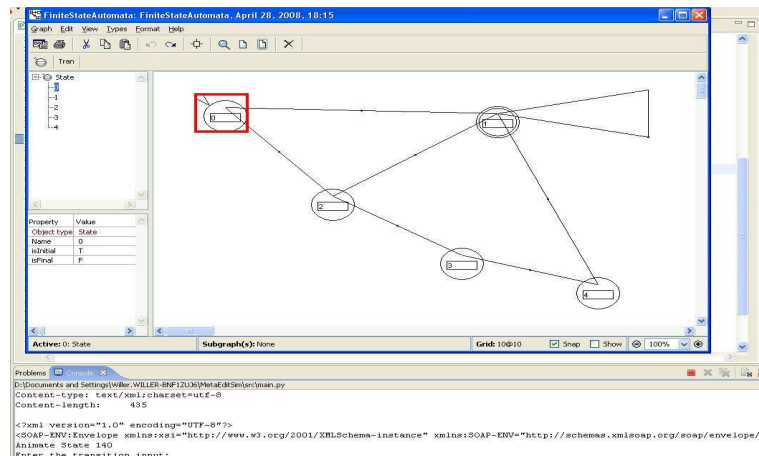 FiniteStateAutomata: FiniteStateAutomata, April 28, 2008, 18:15
Graph Edit View Types Format Help
Tran
State
0
1
2
3
4
0
1
2
3
4
Property Value
Object type State
Name 0
isInitial T
isFinal F
Active: 0: State Subgraph(s): None Grid: 10@10 Snap Show 100%
Problems Console
D:\Documents and Settings\Willer.WILLER-BNF1ZUJ6\MetaEditSim\src\main.py
Content-type: text/xml;charset=utf-8
Content-length: 435
<?xml version="1.0" encoding="UTF-8"?>
<SOAP-ENV:Envelope xmlns:xsi="http://www.w3.org/2001/XMLSchema-instance" xmlns:SOAP-ENV="http://schemas.xmlsoap.org/soap/envelope/
Animate State 140
Enter the transition input: